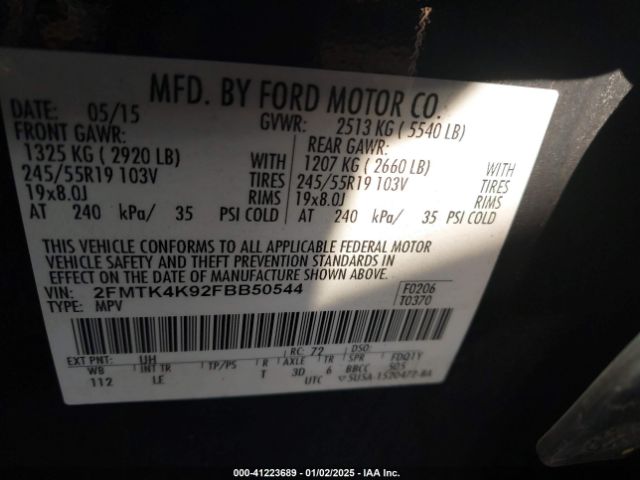 MFD. BY FORD MOTOR CO.
DATE: 05/15 GVWR: 2513 KG ( 5540 LB)
FRONT GAWR: REAR GAWR:
1325 KG ( 2920 LB) WITH 1207 KG ( 2660 LB) WITH
245/55R19 103V TIRES 245/55R19 103V TIRES
19x8.0J RIMS 19x8.0J RIMS
AT 240 kPa/ 35 PSI COLD AT 240 kPa/ 35 PSI COLD
THIS VEHICLE CONFORMS TO ALL APPLICABLE FEDERAL MOTOR
VEHICLE SAFETY AND THEFT PREVENTION STANDARDS IN
EFFECT ON THE DATE OF MANUFACTURE SHOWN ABOVE.
VIN: 2FMTK4K92FBB50544 F0206
TYPE: MPV T0370
EXT PNT: UH RC: 72 DSO:
WB INT TR TP/PS R AXLE TR SPR FDQ1Y
112 LE T 3D 6 BBCC 505
UTC
000-41223689 - 01/02/2025 - IAA Inc.